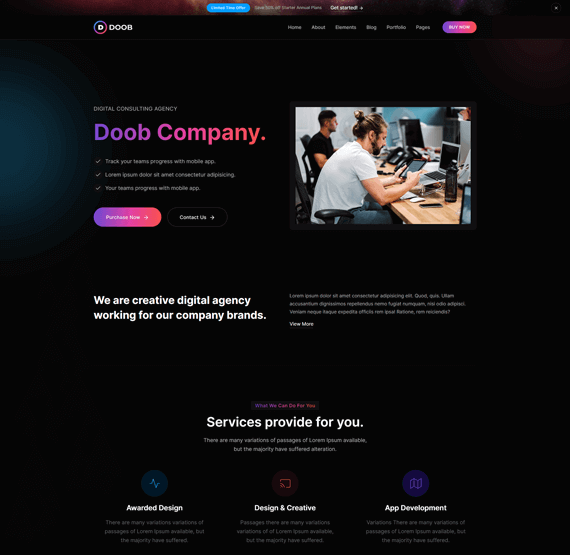 Limited Time Offer Save 50% off Starter Annual Plans Get started!
DOOB
Home About Elements Blog Portfolio Pages BUY NOW
DIGITAL CONSULTING AGENCY
Doob Company.
Track your teams progress with mobile app.
Lorem ipsum dolor sit amet consectetur adipisicing.
Your teams progress with mobile app.
Purchase Now Contact Us
We are creative digital agency
working for our company brands.
Lorem ipsum dolor sit amet consectetur adipisicing elit. Quod, quis. Ullam
accusantium dignissimos repellendus nemo fugiat numquam, nisi odio adipisci.
Veniam neque itaque expedita officiis rem ipsa! Ratione, rem reiciendis?
View More
What We Can Do For You
Services provide for you.
There are many variations of passages of Lorem Ipsum available,
but the majority have suffered alteration.
Awarded Design
There are many variations variations of
passages of Lorem Ipsum available, but
the majority have suffered.
Design & Creative
Passages there are many variations
variations of of Lorem Ipsum available,
but the majority have suffered.
App Development
Variations There are many variations of
passages of Lorem Ipsum available, but
the majority have suffered.